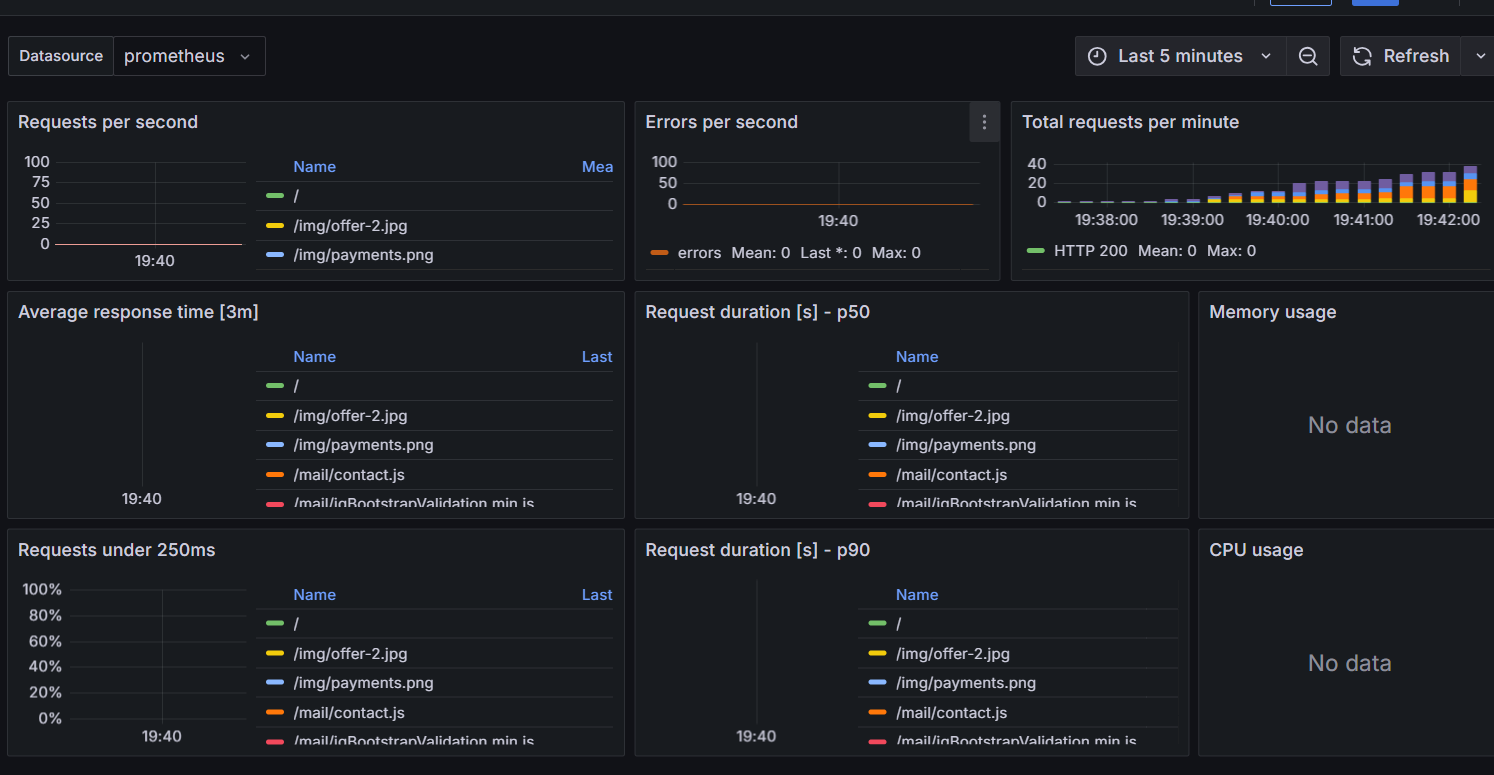 Datasource prometheus Last 5 minutes Refresh
Requests per second
100
75
50
25
0
19:40
Name Mea
/
/img/offer-2.jpg
/img/payments.png
Errors per second
100
50
0
19:40
errors Mean: 0 Last *: 0 Max: 0
Total requests per minute
40
20
0
19:38:00 19:39:00 19:40:00 19:41:00 19:42:00
HTTP 200 Mean: 0 Max: 0
Average response time [3m]
19:40
Name Last
/
/img/offer-2.jpg
/img/payments.png
/mail/contact.js
/mail/jqBootstrapValidation.min.js
Request duration [s] - p50
19:40
Name
/
/img/offer-2.jpg
/img/payments.png
/mail/contact.js
/mail/jqBootstrapValidation.min.js
Memory usage
No data
Requests under 250ms
100%
80%
60%
40%
20%
0%
19:40
Name Last
/
/img/offer-2.jpg
/img/payments.png
/mail/contact.js
/mail/jqBootstrapValidation.min.js
Request duration [s] - p90
19:40
Name
/
/img/offer-2.jpg
/img/payments.png
/mail/contact.js
/mail/jqBootstrapValidation.min.js
CPU usage
No data